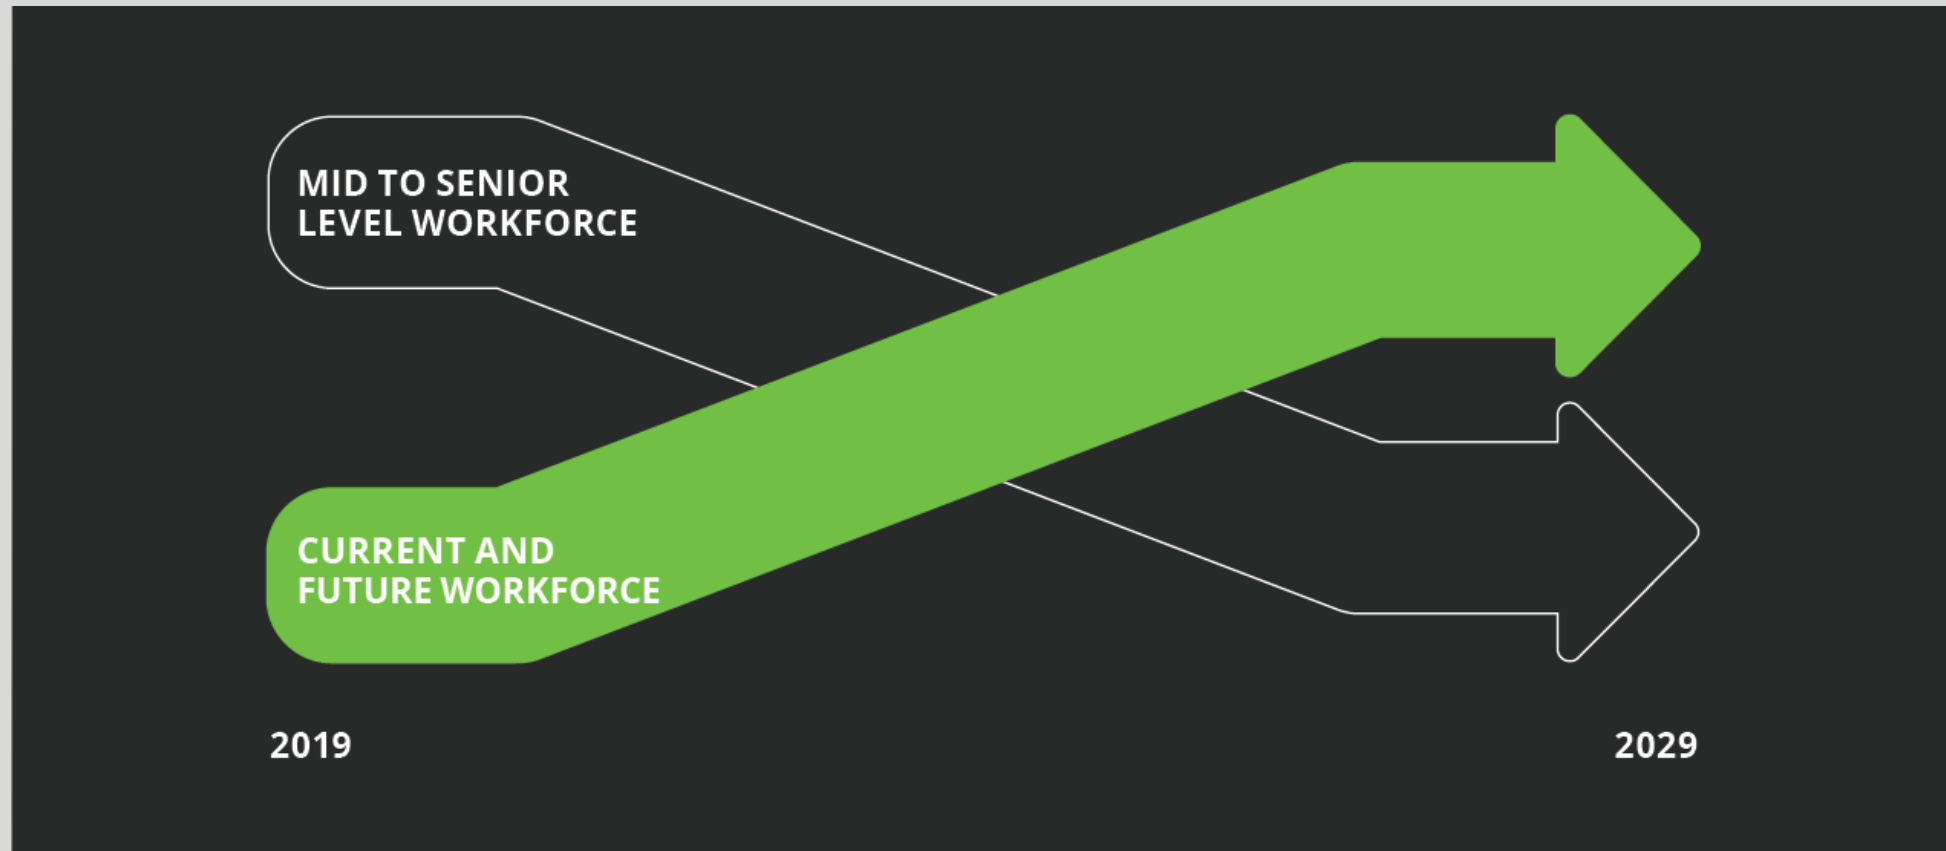 MID TO SENIOR
LEVEL WORKFORCE
CURRENT AND
FUTURE WORKFORCE
2019
2029